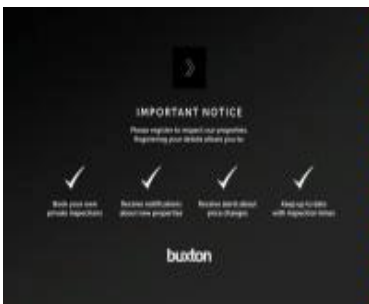 IMPORTANT NOTICE
Please register to inspect our properties.
Registering your details allows you to:
Book your own
private inspections
Receive notifications
about new properties
Receive alerts about
price changes
Keep up to date
with inspection times
buxton